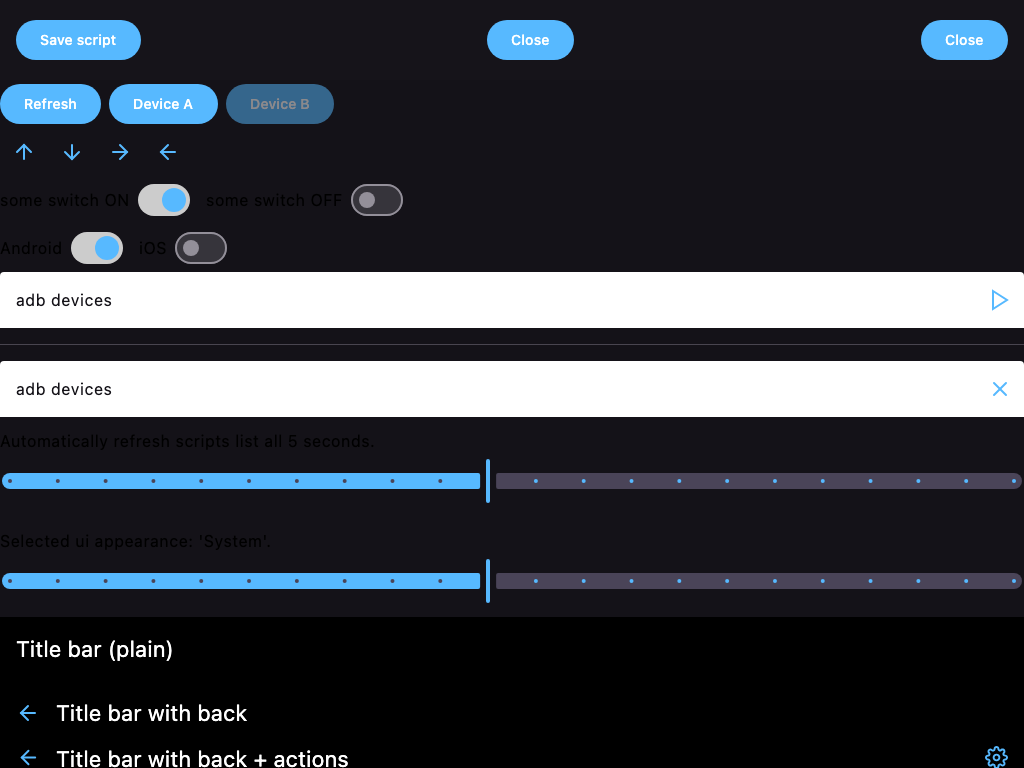 Save script Close Close
Refresh Device A Device B
some switch ON some switch OFF
Android iOS
adb devices
adb devices
Automatically refresh scripts list all 5 seconds.
Selected ui appearance: 'System'.
Title bar (plain)
Title bar with back
Title bar with back + actions